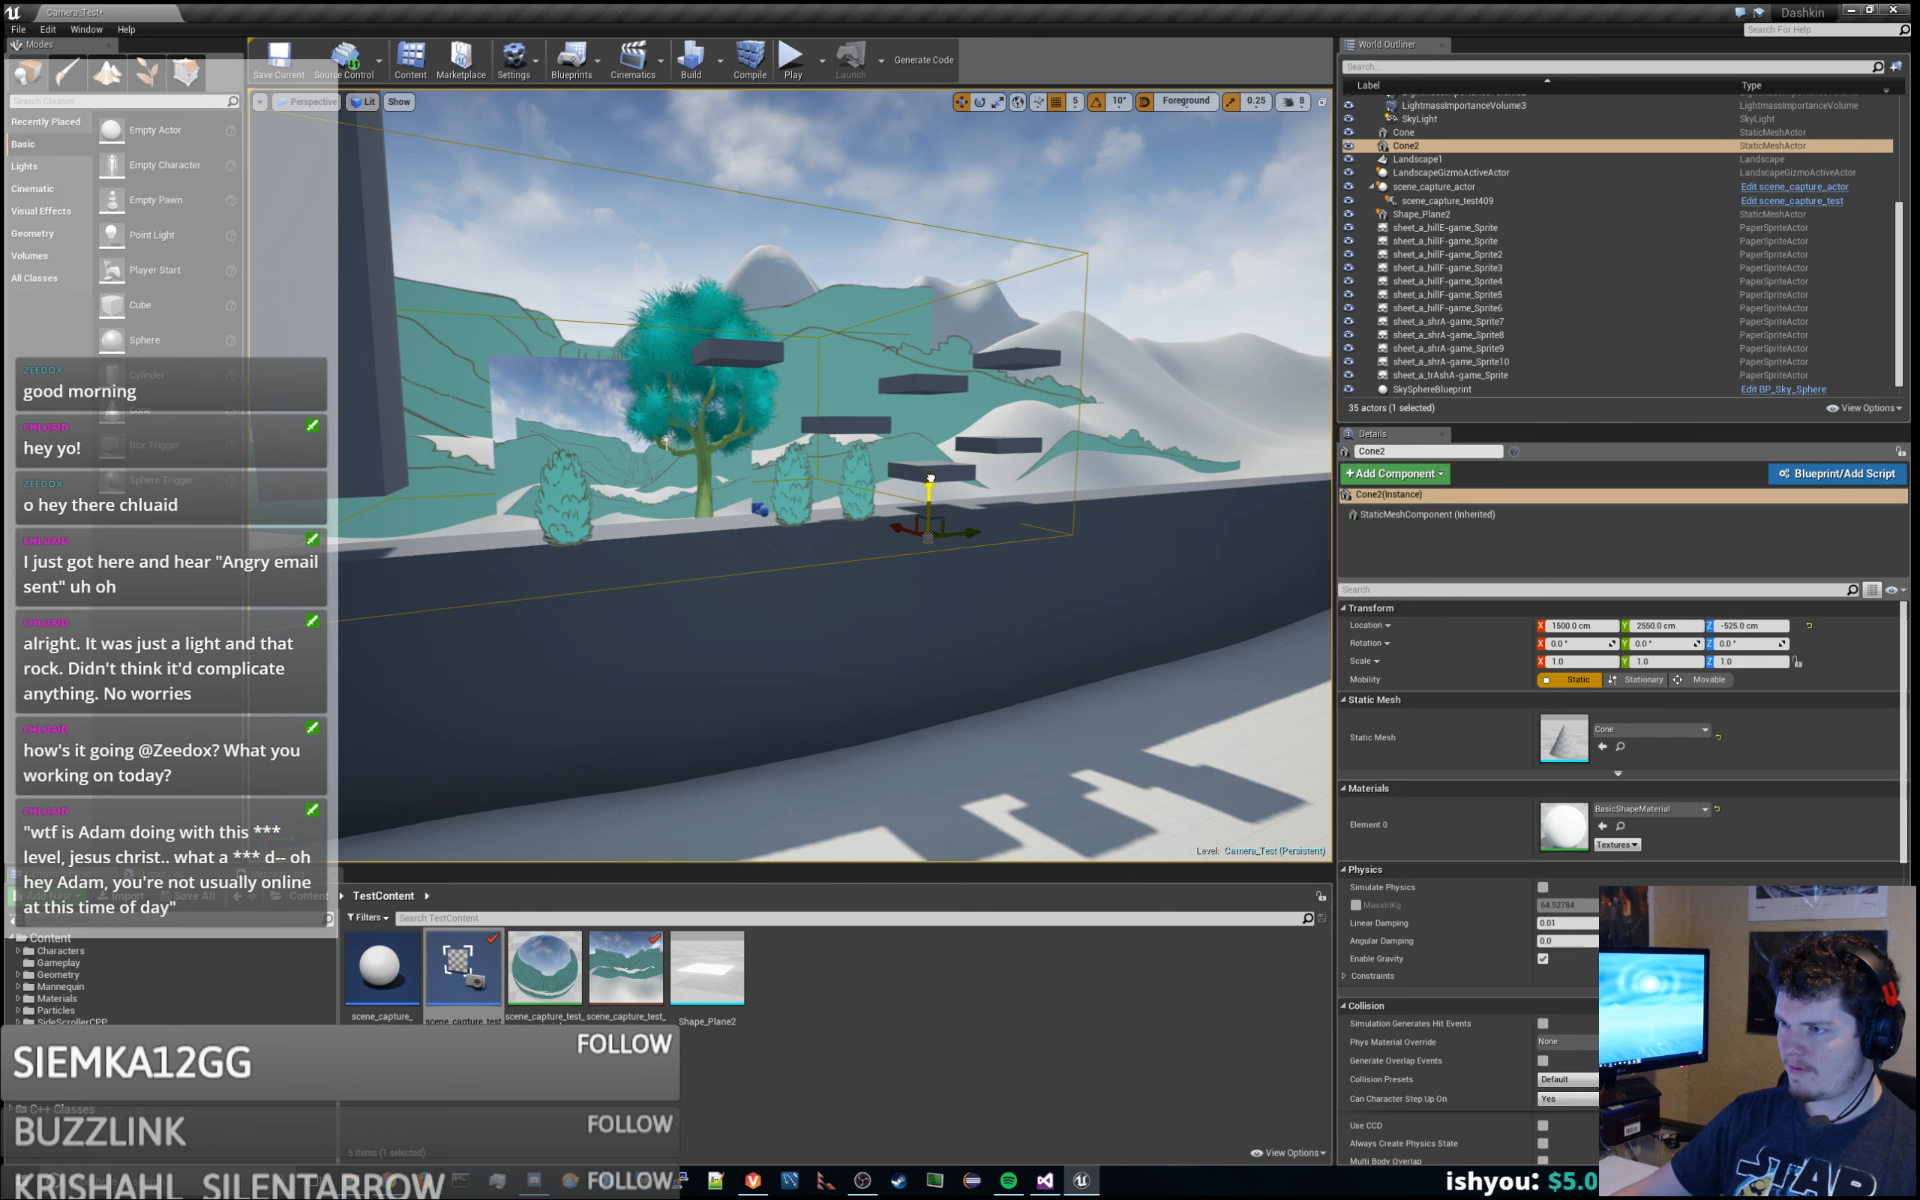 Camera_Test*
Dashkin
File Edit Window Help
Search For Help
Modes
Save Current
Source Control
Content
Marketplace
Settings
Blueprints
Cinematics
Build
Compile
Play
Launch
Generate Code
Search Classes
Recently Placed
Basic
Lights
Cinematic
Visual Effects
Geometry
Volumes
All Classes
Empty Actor
Empty Character
Empty Pawn
Point Light
Player Start
Cube
Sphere
Cylinder
Cone
Box Trigger
Sphere Trigger
Perspective
Lit
Show
5
10°
Foreground
0.25
8
Level: Camera_Test (Persistent)
ZEEDOX
good morning
CHLUAID
hey yo!
ZEEDOX
o hey there chluaid
CHLUAID
I just got here and hear "Angry email
sent" uh oh
CHLUAID
alright. It was just a light and that
rock. Didn't think it'd complicate
anything. No worries
CHLUAID
how's it going @Zeedox? What you
working on today?
CHLUAID
"wtf is Adam doing with this ***
level, jesus christ.. what a *** d-- oh
hey Adam, you're not usually online
at this time of day"
World Outliner
Search...
Label
Type
LightmassImportanceVolume3 LightmassImportanceVolume
SkyLight SkyLight
Cone StaticMeshActor
Cone2 StaticMeshActor
Landscape1 Landscape
LandscapeGizmoActiveActor LandscapeGizmoActiveActor
scene_capture_actor Edit scene_capture_actor
scene_capture_test409 Edit scene_capture_test
Shape_Plane2 StaticMeshActor
sheet_a_hillE-game_Sprite PaperSpriteActor
sheet_a_hillF-game_Sprite PaperSpriteActor
sheet_a_hillF-game_Sprite2 PaperSpriteActor
sheet_a_hillF-game_Sprite3 PaperSpriteActor
sheet_a_hillF-game_Sprite4 PaperSpriteActor
sheet_a_hillF-game_Sprite5 PaperSpriteActor
sheet_a_hillF-game_Sprite6 PaperSpriteActor
sheet_a_shrA-game_Sprite7 PaperSpriteActor
sheet_a_shrA-game_Sprite8 PaperSpriteActor
sheet_a_shrA-game_Sprite9 PaperSpriteActor
sheet_a_shrA-game_Sprite10 PaperSpriteActor
sheet_a_trAshA-game_Sprite PaperSpriteActor
SkySphereBlueprint Edit BP_Sky_Sphere
35 actors (1 selected)
View Options
Details
Cone2
+Add Component
Blueprint/Add Script
Cone2(Instance)
StaticMeshComponent (Inherited)
Search
Transform
Location X 1500.0 cm Y 2550.0 cm Z -525.0 cm
Rotation X 0.0° Y 0.0° Z 0.0°
Scale X 1.0 Y 1.0 Z 1.0
Mobility Static Stationary Movable
Static Mesh
Static Mesh
Cone
Materials
Element 0
BasicShapeMaterial
Textures
Physics
Simulate Physics
MassInKg 64.52784
Linear Damping 0.01
Angular Damping 0.0
Enable Gravity
Constraints
Collision
Simulation Generates Hit Events
Phys Material Override None
Generate Overlap Events
Collision Presets Default
Can Character Step Up On Yes
Use CCD
Always Create Physics State
Multi Body Overlap
Add New
Import
Save All
Content
TestContent
Filters
Search TestContent
Content
Characters
Gameplay
Geometry
Mannequin
Materials
Particles
SideScrollerCPP
C++ Classes
scene_capture_
scene_capture_test
scene_capture_test_
scene_capture_test_
Shape_Plane2
5 items (1 selected)
View Options
SIEMKA12GG FOLLOW
BUZZLINK FOLLOW
KRISHAHL_SILENTARROW FOLLOW
ishyou: $5.0
STAR